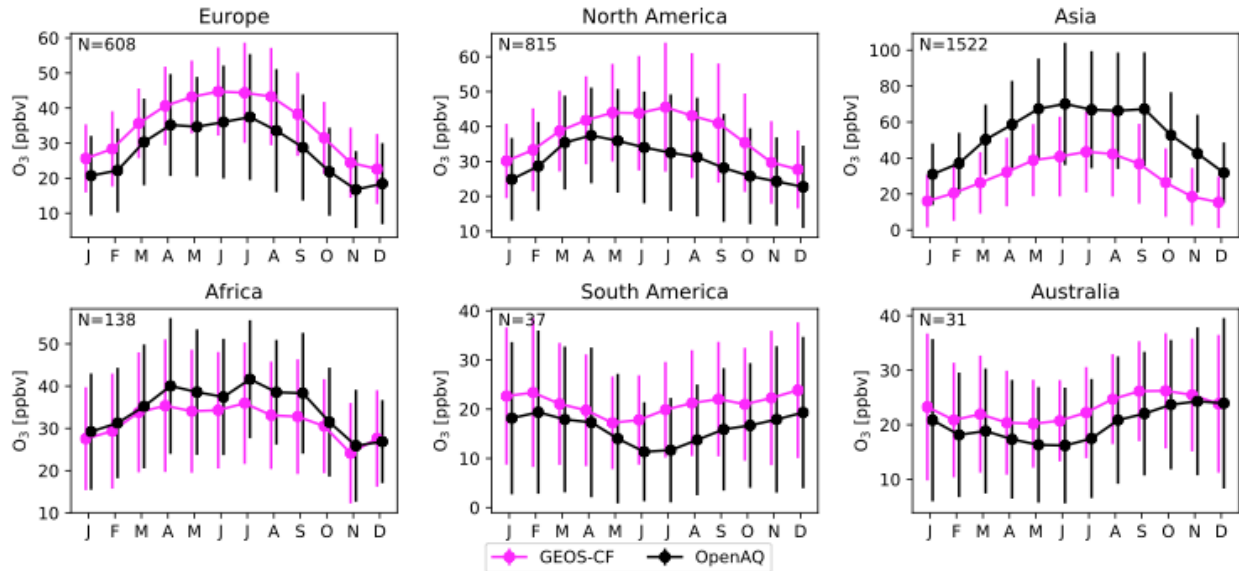 Europe
North America
Asia
N=608
N=815
N=1522
O₃ [ppbv]
60
50
40
30
20
10
O₃ [ppbv]
60
50
40
30
20
10
O₃ [ppbv]
100
80
60
40
20
0
J F M A M J J A S O N D
J F M A M J J A S O N D
J F M A M J J A S O N D
Africa
South America
Australia
N=138
N=37
N=31
O₃ [ppbv]
50
40
30
20
10
O₃ [ppbv]
40
30
20
10
0
O₃ [ppbv]
40
30
20
10
J F M A M J J A S O N D
J F M A M J J A S O N D
J F M A M J J A S O N D
GEOS-CF
OpenAQ